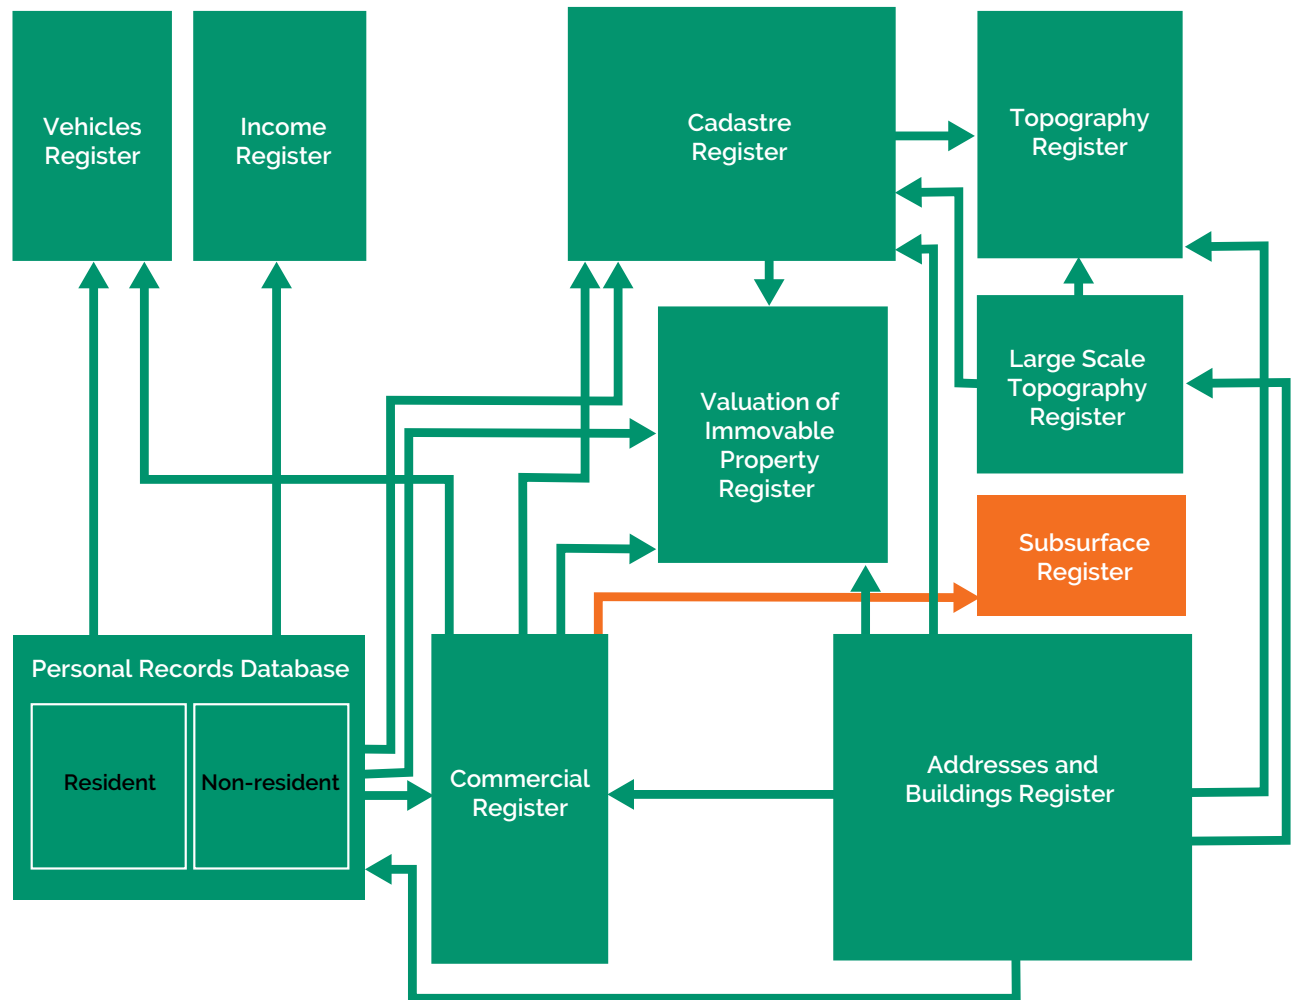 Vehicles
Register
Income
Register
Cadastre
Register
Topography
Register
Large Scale
Topography
Register
Valuation of
Immovable
Property
Register
Subsurface
Register
Personal Records Database
Resident
Non-resident
Commercial
Register
Addresses and
Buildings Register